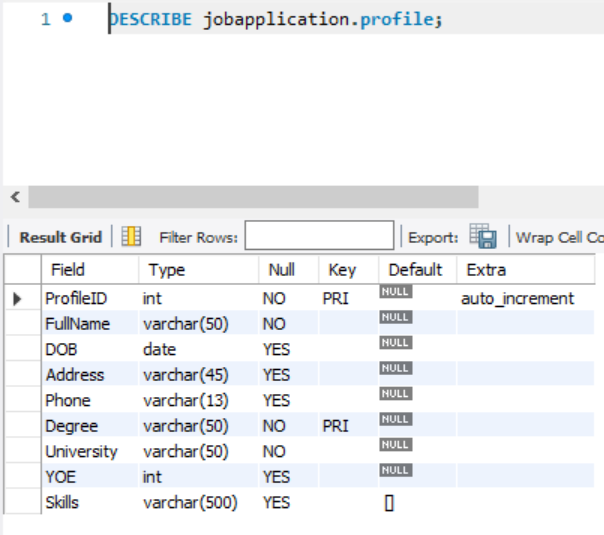 1 DESCRIBE jobapplication.profile;
Result Grid Filter Rows: Export: Wrap Cell Co
Field Type Null Key Default Extra
ProfileID int NO PRI NULL auto_increment
FullName varchar(50) NO NULL
DOB date YES NULL
Address varchar(45) YES NULL
Phone varchar(13) YES NULL
Degree varchar(50) NO PRI NULL
University varchar(50) NO NULL
YOE int YES NULL
Skills varchar(500) YES []